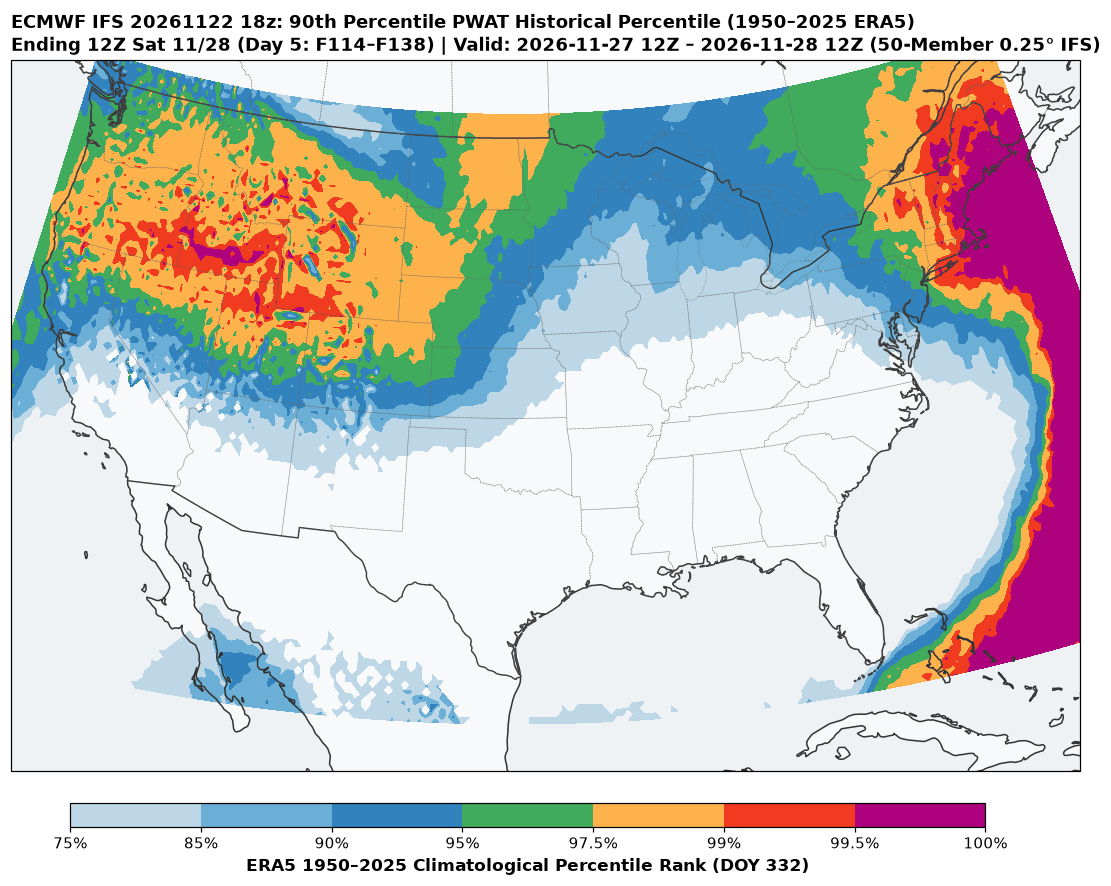 ECMWF IFS 20261122 18z: 90th Percentile PWAT Historical Percentile (1950–2025 ERA5)
Ending 12Z Sat 11/28 (Day 5: F114–F138) | Valid: 2026-11-27 12Z – 2026-11-28 12Z (50-Member 0.25° IFS)
75% 85% 90% 95% 97.5% 99% 99.5% 100%
ERA5 1950–2025 Climatological Percentile Rank (DOY 332)